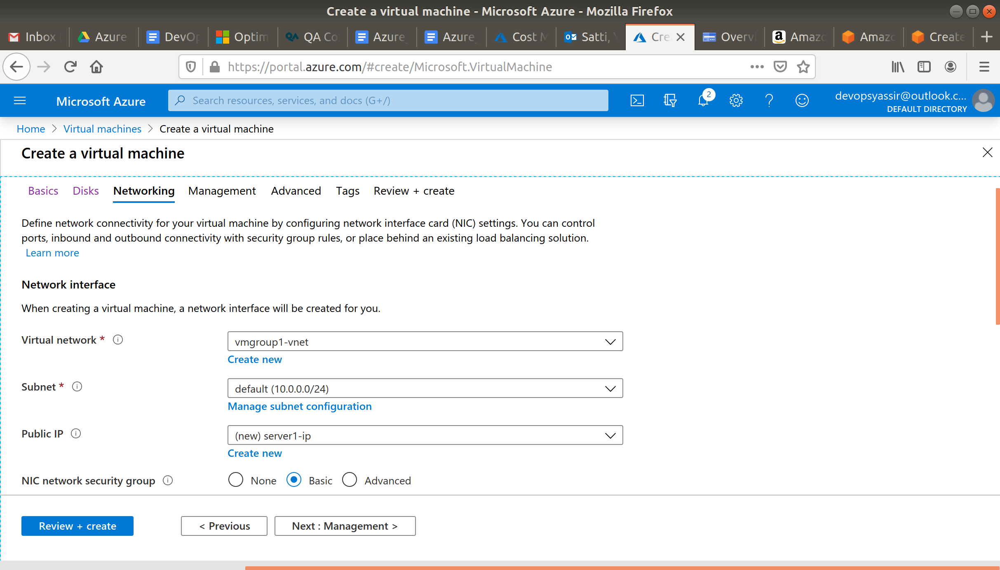 Create a virtual machine - Microsoft Azure - Mozilla Firefox
Inbox Azure DevOp Optim QA Co Azure_ Azure_ Cost M Satti, Y Cre Overvi Amazo Amazo Create
https://portal.azure.com/#create/Microsoft.VirtualMachine
Microsoft Azure
Search resources, services, and docs (G+/)
2
devopsyassir@outlook.c...
DEFAULT DIRECTORY
Home > Virtual machines > Create a virtual machine
Create a virtual machine
Basics Disks Networking Management Advanced Tags Review + create
Define network connectivity for your virtual machine by configuring network interface card (NIC) settings. You can control
ports, inbound and outbound connectivity with security group rules, or place behind an existing load balancing solution.
Learn more
Network interface
When creating a virtual machine, a network interface will be created for you.
Virtual network * vmgroup1-vnet
Create new
Subnet * default (10.0.0.0/24)
Manage subnet configuration
Public IP (new) server1-ip
Create new
NIC network security group None Basic Advanced
Review + create < Previous Next : Management >